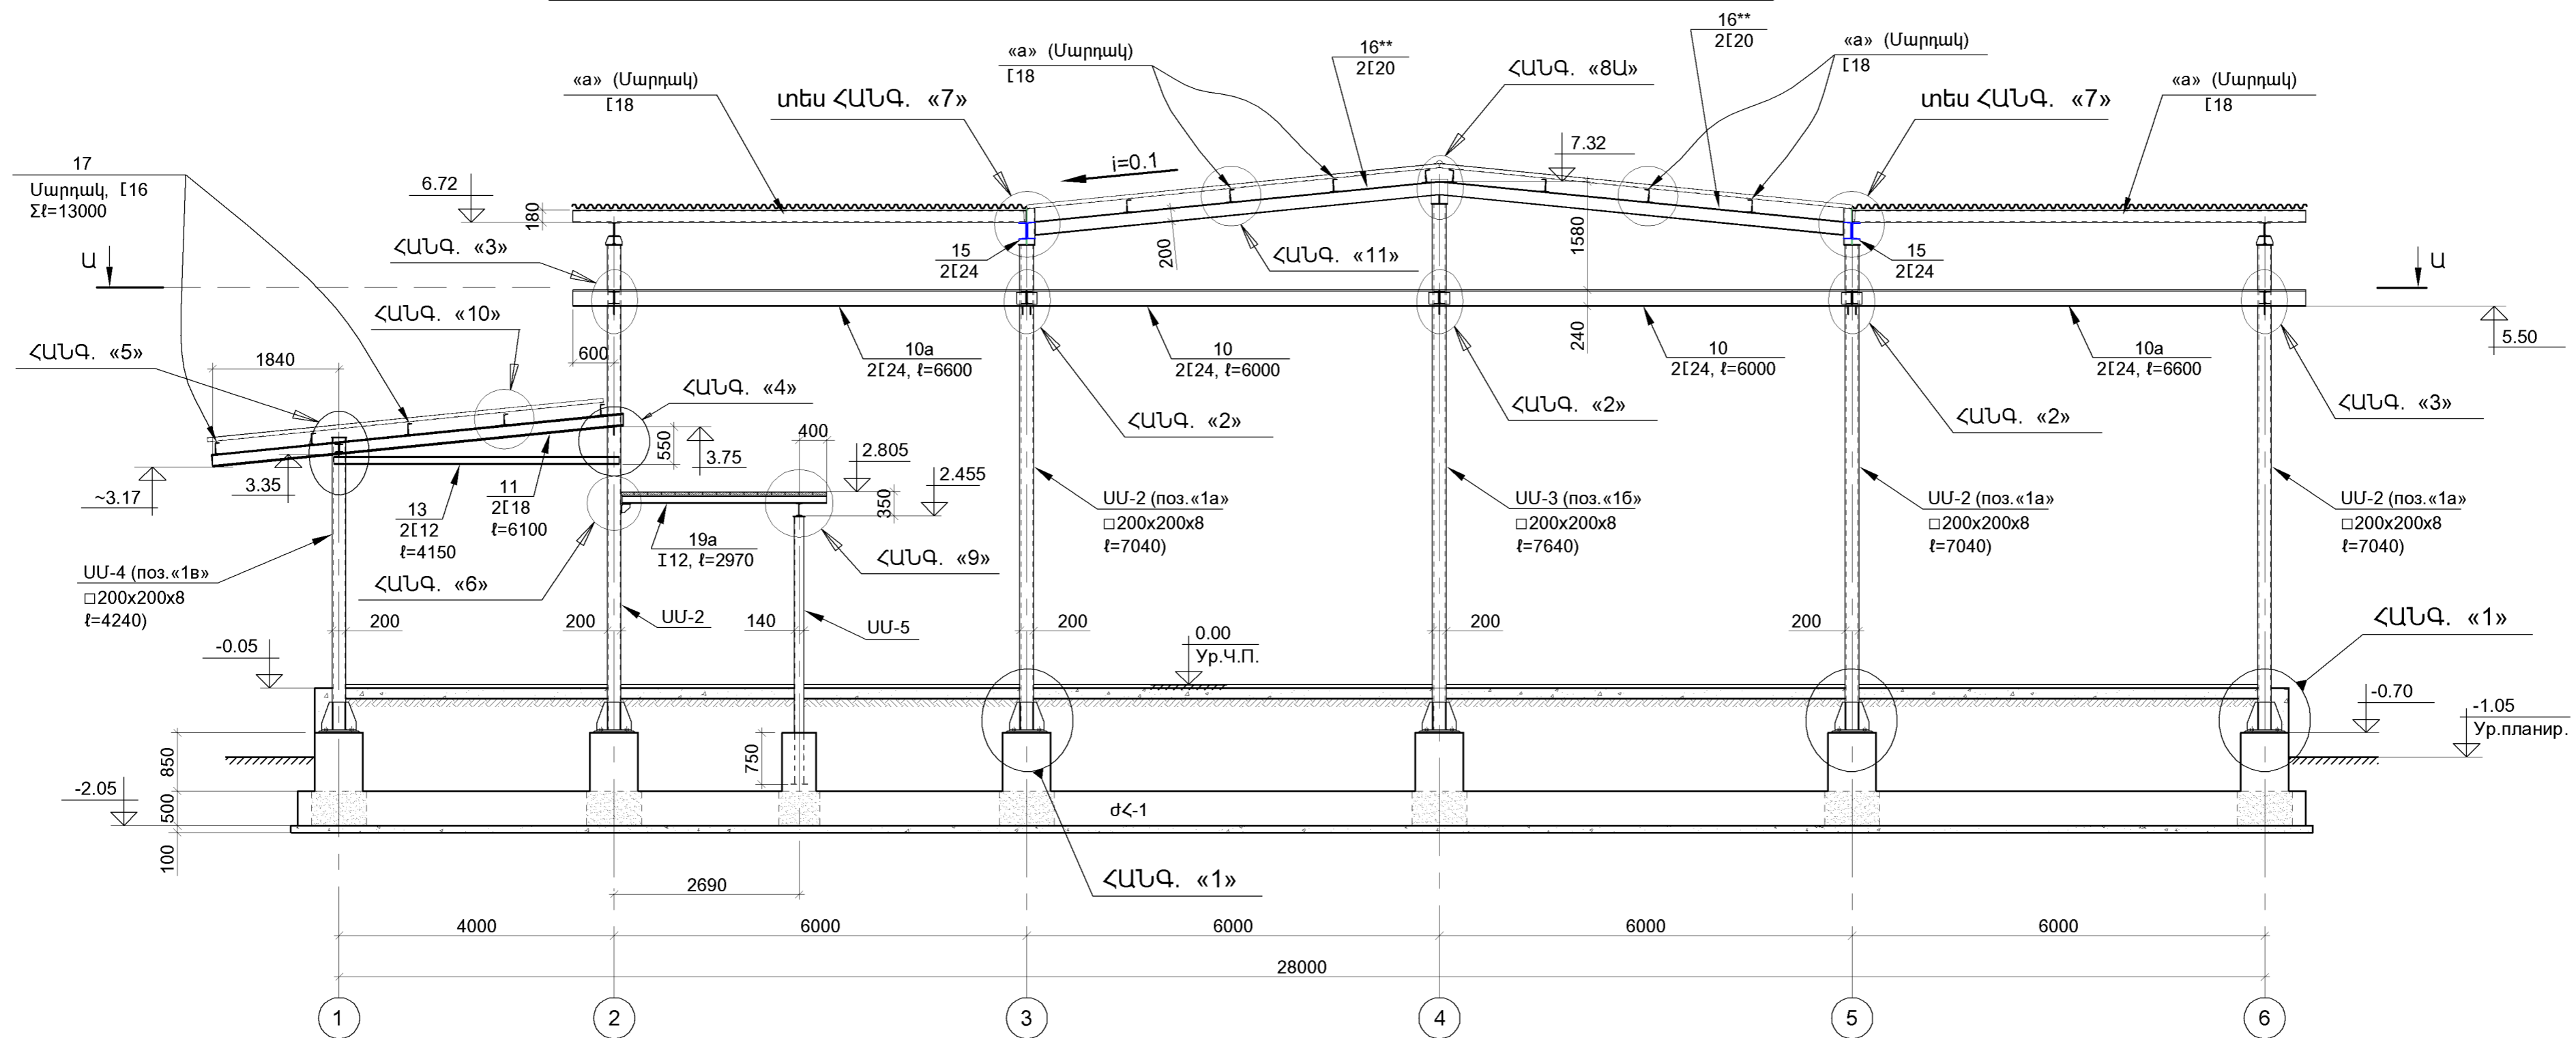 16**
2[20
16**
2[20
«а» (Մարդակ)
[18
«а» (Մարդակ)
[18
ՀԱՆԳ. «8Ա»
«а» (Մարդակ)
[18
տես ՀԱՆԳ. «7»
տես ՀԱՆԳ. «7»
«а» (Մարդակ)
[18
17
Մարդակ, [16
Σℓ=13000
6.72
180
i=0.1
7.32
ՀԱՆԳ. «3»
15
2[24
200
ՀԱՆԳ. «11»
1580
15
2[24
Ա
Ա
ՀԱՆԳ. «10»
ՀԱՆԳ. «5»
1840
600
10а
2[24, ℓ=6600
10
2[24, ℓ=6000
240
10
2[24, ℓ=6000
10а
2[24, ℓ=6600
5.50
ՀԱՆԳ. «4»
ՀԱՆԳ. «2»
ՀԱՆԳ. «2»
ՀԱՆԳ. «2»
ՀԱՆԳ. «3»
400
550
3.75
2.805
2.455
350
~3.17
3.35
13
2[12
ℓ=4150
11
2[18
ℓ=6100
19а
I12, ℓ=2970
ՀԱՆԳ. «9»
ՀԱՆԳ. «6»
ՍՄ-2 (поз.«1а»
□200x200x8
ℓ=7040)
ՍՄ-3 (поз.«1б»
□200x200x8
ℓ=7640)
ՍՄ-2 (поз.«1а»
□200x200x8
ℓ=7040)
ՍՄ-2 (поз.«1а»
□200x200x8
ℓ=7040)
ՍՄ-4 (поз.«1в»
□200x200x8
ℓ=4240)
200
200
ՍՄ-2
140
ՍՄ-5
200
200
200
ՀԱՆԳ. «1»
-0.05
0.00
Ур.Ч.П.
-0.70
-1.05
Ур.планир.
850
750
-2.05
500
100
ԺՀ-1
ՀԱՆԳ. «1»
2690
4000
6000
6000
6000
6000
28000
1
2
3
4
5
6